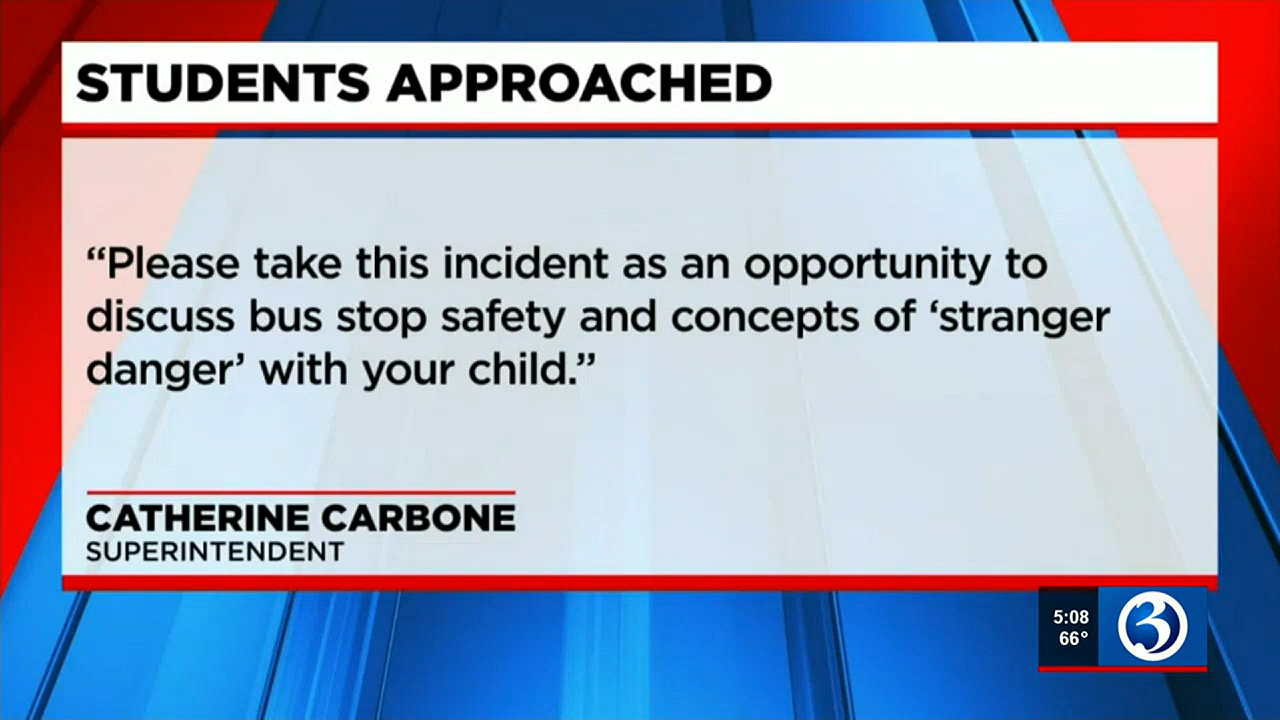 STUDENTS APPROACHED
“Please take this incident as an opportunity to
discuss bus stop safety and concepts of ‘stranger
danger’ with your child.”
CATHERINE CARBONE
SUPERINTENDENT
5:08
66°
3